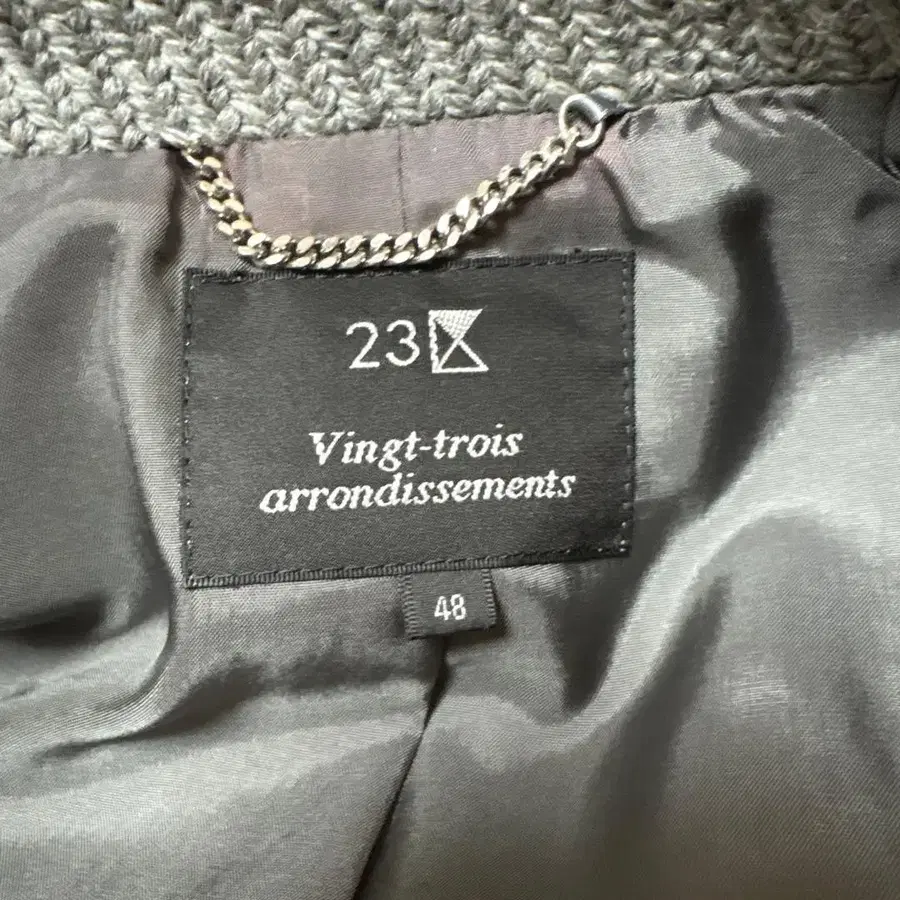 23
Vingt-trois
arrondissements
48